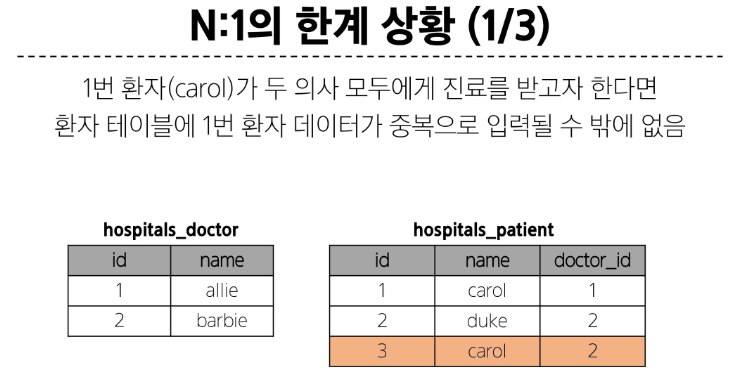 N:1의 한계 상황 (1/3)
1번 환자(carol)가 두 의사 모두에게 진료를 받고자 한다면
환자 테이블에 1번 환자 데이터가 중복으로 입력될 수 밖에 없음
hospitals_doctor
id name
1 allie
2 barbie
hospitals_patient
id name doctor_id
1 carol 1
2 duke 2
3 carol 2